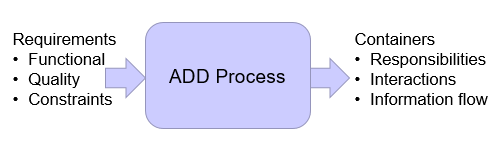 Requirements
• Functional
• Quality
• Constraints
ADD Process
Containers
• Responsibilities
• Interactions
• Information flow